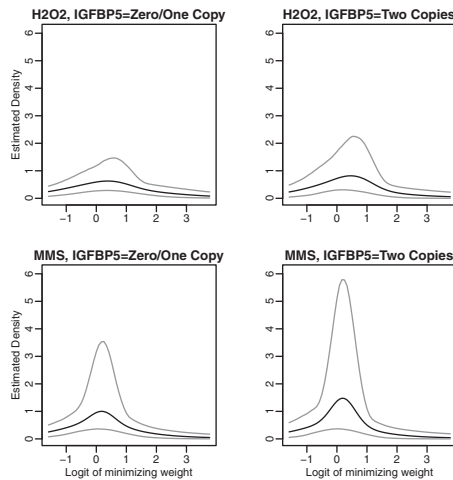 H2O2, IGFBP5=Zero/One Copy
H2O2, IGFBP5=Two Copies
Estimated Density
6
5
4
3
2
1
0
6
5
4
3
2
1
0
−1 0 1 2 3
−1 0 1 2 3
MMS, IGFBP5=Zero/One Copy
MMS, IGFBP5=Two Copies
Estimated Density
6
5
4
3
2
1
0
6
5
4
3
2
1
0
−1 0 1 2 3
−1 0 1 2 3
Logit of minimizing weight
Logit of minimizing weight